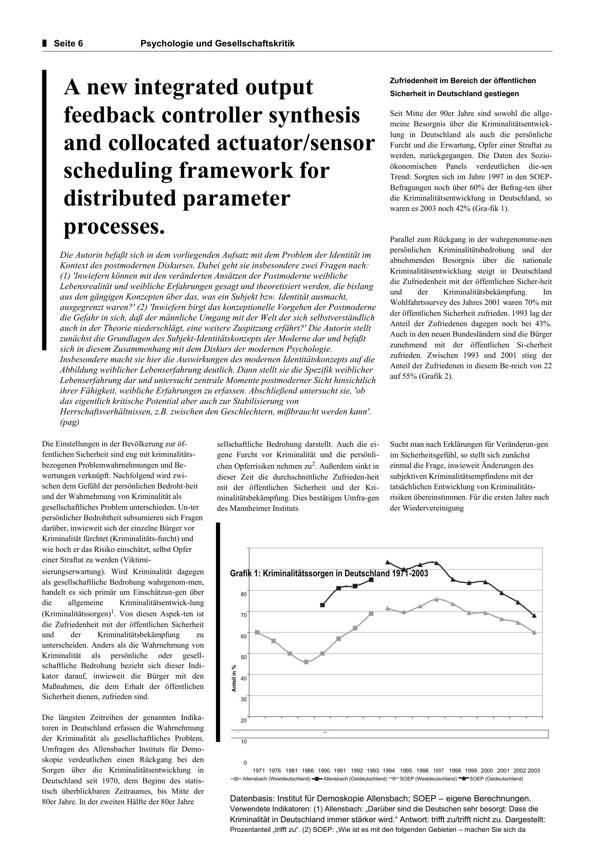 Seite 6
Psychologie und Gesellschaftskritik
A new integrated output
feedback controller synthesis
and collocated actuator/sensor
scheduling framework for
distributed parameter
processes.
Die Autorin befaßt sich in dem vorliegenden Aufsatz mit dem Problem der Identität im
Kontext des postmodernen Diskurses. Dabei geht sie insbesondere zwei Fragen nach:
(1) 'Inwiefern können mit den veränderten Ansätzen der Postmoderne weibliche
Lebensrealität und weibliche Erfahrungen gesagt und theoretisiert werden, die bislang
aus den gängigen Konzepten über das, was ein Subjekt bzw. Identität ausmacht,
ausgegrenzt waren?' (2) 'Inwiefern birgt das konzeptionelle Vorgehen der Postmoderne
die Gefahr in sich, daß der männliche Umgang mit der Welt der sich selbstverständlich
auch in der Theorie niederschlägt, eine weitere Zuspitzung erfährt?' Die Autorin stellt
zunächst die Grundlagen des Subjekt-Identitätskonzepts der Moderne dar und befaßt
sich in diesem Zusammenhang mit dem Diskurs der modernen Psychologie.
Insbesondere macht sie hier die Auswirkungen des modernen Identitätskonzepts auf die
Abbildung weiblicher Lebenserfahrung deutlich. Dann stellt sie die Spezifik weiblicher
Lebenserfahrung dar und untersucht zentrale Momente postmoderner Sicht hinsichtlich
ihrer Fähigkeit, weibliche Erfahrungen zu erfassen. Abschließend untersucht sie, 'ob
das eigentlich kritische Potential aber auch zur Stabilisierung von
Herrschaftsverhältnissen, z.B. zwischen den Geschlechtern, mißbraucht werden kann'.
(pag)
Zufriedenheit im Bereich der öffentlichen
Sicherheit in Deutschland gestiegen
Seit Mitte der 90er Jahre sind sowohl die allge-
meine Besorgnis über die Kriminalitätsentwick-
lung in Deutschland als auch die persönliche
Furcht und die Erwartung, Opfer einer Straftat zu
werden, zurückgegangen. Die Daten des Sozio-
ökonomischen Panels verdeutlichen die-sen
Trend: Sorgten sich im Jahre 1997 in den SOEP-
Befragungen noch über 60% der Befrag-ten über
die Kriminalitätsentwicklung in Deutschland, so
waren es 2003 noch 42% (Gra-fik 1).
Parallel zum Rückgang in der wahrgenomme-nen
persönlichen Kriminalitätsbedrohung und der
abnehmenden Besorgnis über die nationale
Kriminalitätsentwicklung steigt in Deutschland
die Zufriedenheit mit der öffentlichen Sicher-heit
und der Kriminalitätsbekämpfung. Im
Wohlfahrtssurvey des Jahres 2001 waren 70% mit
der öffentlichen Sicherheit zufrieden. 1993 lag der
Anteil der Zufriedenen dagegen noch bei 43%.
Auch in den neuen Bundesländern sind die Bürger
zunehmend mit der öffentlichen Si-cherheit
zufrieden. Zwischen 1993 und 2001 stieg der
Anteil der Zufriedenen in diesem Be-reich von 22
auf 55% (Grafik 2).
Die Einstellungen in der Bevölkerung zur öf-
fentlichen Sicherheit sind eng mit kriminalitäts-
bezogenen Problemwahrnehmungen und Be-
wertungen verknüpft. Nachfolgend wird zwi-
schen dem Gefühl der persönlichen Bedroht-heit
und der Wahrnehmung von Kriminalität als
gesellschaftliches Problem unterschieden. Un-ter
persönlicher Bedrohtheit subsumieren sich Fragen
darüber, inwieweit sich der einzelne Bürger vor
Kriminalität fürchtet (Kriminalitäts-furcht) und
wie hoch er das Risiko einschätzt, selbst Opfer
einer Straftat zu werden (Viktimi-
sierungserwartung). Wird Kriminalität dagegen
als gesellschaftliche Bedrohung wahrgenom-men,
handelt es sich primär um Einschätzun-gen über
die allgemeine Kriminalitätsentwick-lung
(Kriminalitätssorgen)1. Von diesen Aspek-ten ist
die Zufriedenheit mit der öffentlichen Sicherheit
und der Kriminalitätsbekämpfung zu
unterscheiden. Anders als die Wahrnehmung von
Kriminalität als persönliche oder gesell-
schaftliche Bedrohung bezieht sich dieser Indi-
kator darauf, inwieweit die Bürger mit den
Maßnahmen, die dem Erhalt der öffentlichen
Sicherheit dienen, zufrieden sind.
Die längsten Zeitreihen der genannten Indika-
toren in Deutschland erfassen die Wahrnehmung
der Kriminalität als gesellschaftliches Problem.
Umfragen des Allensbacher Instituts für Demo-
skopie verdeutlichen einen Rückgang bei den
Sorgen über die Kriminalitätsentwicklung in
Deutschland seit 1970, dem Beginn des statis-
tisch überblickbaren Zeitraumes, bis Mitte der
80er Jahre. In der zweiten Hälfte der 80er Jahre
sellschaftliche Bedrohung darstellt. Auch die ei-
gene Furcht vor Kriminalität und die persönli-
chen Opferrisiken nehmen zu2. Außerdem sinkt in
dieser Zeit die durchschnittliche Zufrieden-heit
mit der öffentlichen Sicherheit und der Kri-
minalitätsbekämpfung. Dies bestätigen Umfra-gen
des Mannheimer Instituts
Sucht man nach Erklärungen für Veränderun-gen
im Sicherheitsgefühl, so stellt sich zunächst
einmal die Frage, inwieweit Änderungen des
subjektiven Kriminalitätsempfindens mit der
tatsächlichen Entwicklung von Kriminalitäts-
risiken übereinstimmen. Für die ersten Jahre nach
der Wiedervereinigung
Grafik 1: Kriminalitätssorgen in Deutschland 1971-2003
80
70
60
50
40
30
20
10
0
Anteil in %
1971 1976 1981 1986 1990 1991 1992 1993 1994 1995 1996 1997 1998 1999 2000 2001 2002 2003
Allensbach (Westdeutschland) Allensbach (Ostdeutschland) SOEP (Westdeutschland) SOEP (Ostdeutschland)
Datenbasis: Institut für Demoskopie Allensbach; SOEP – eigene Berechnungen.
Verwendete Indikatoren: (1) Allensbach: „Darüber sind die Deutschen sehr besorgt: Dass die
Kriminalität in Deutschland immer stärker wird.“ Antwort: trifft zu/trifft nicht zu. Dargestellt:
Prozentanteil „trifft zu“. (2) SOEP: „Wie ist es mit den folgenden Gebieten – machen Sie sich da